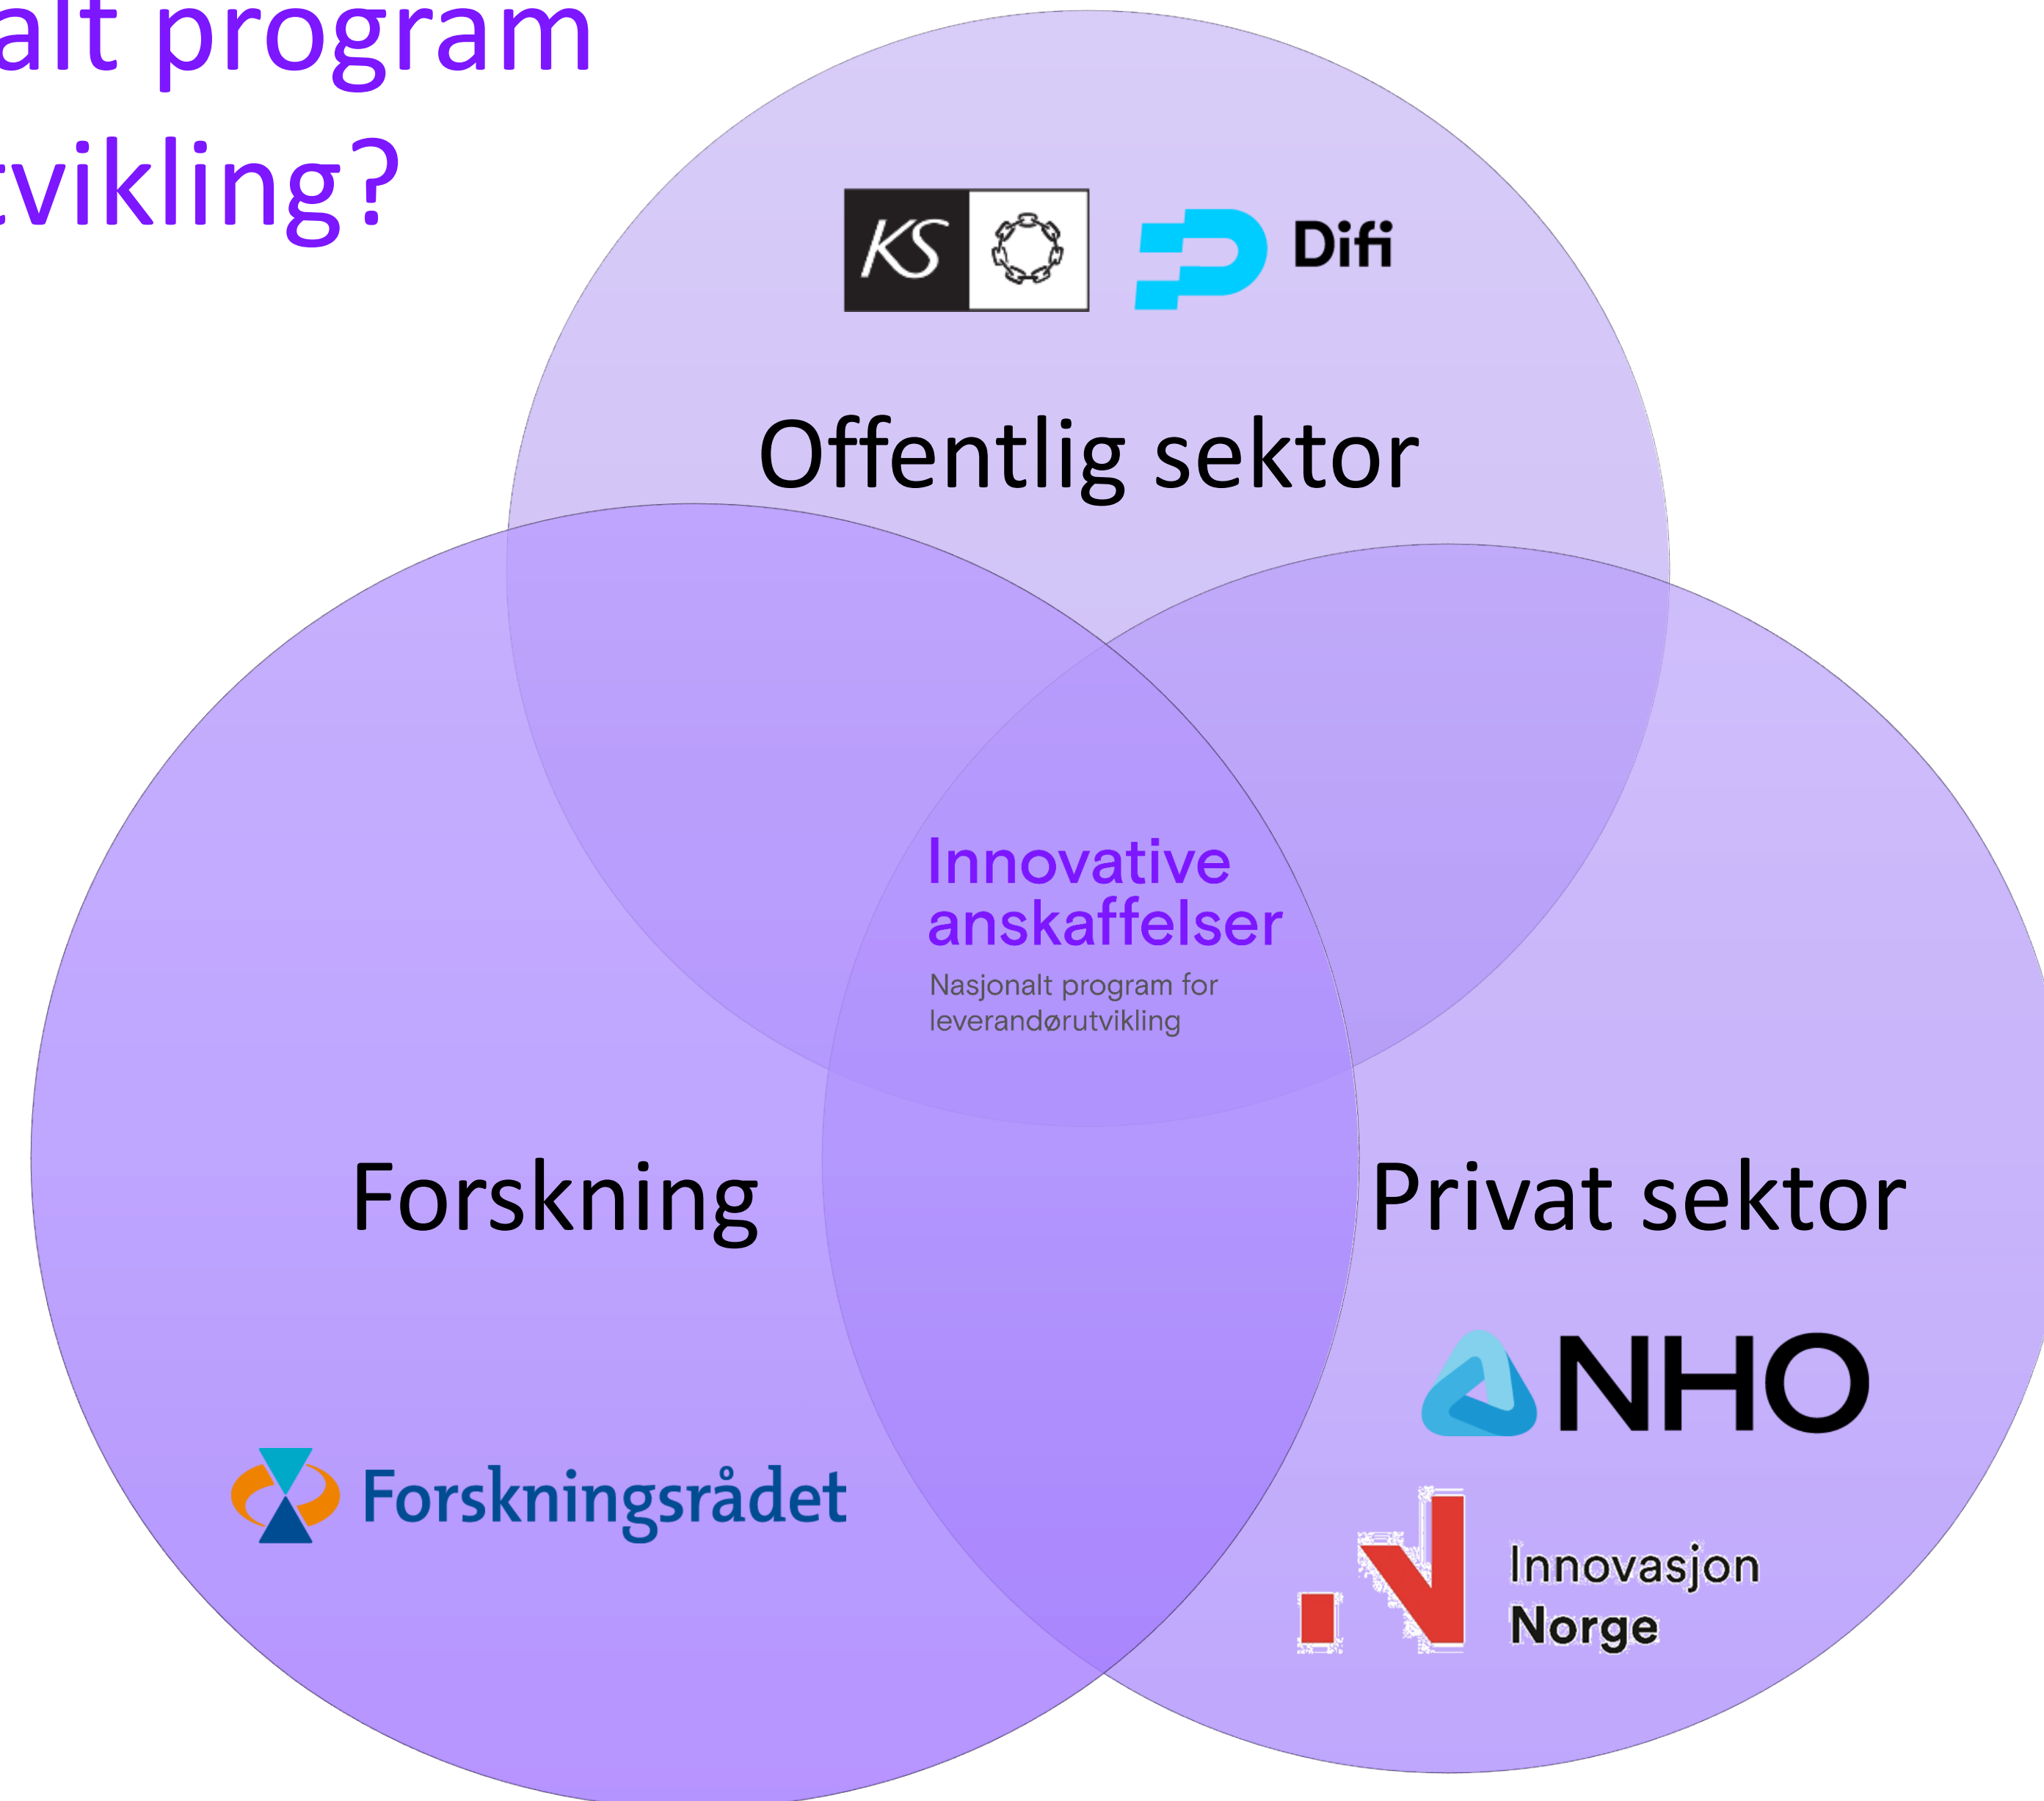 alt program
vikling?
KS
Difi
Offentlig sektor
Innovative
anskaffelser
Nasjonalt program for
leverandørutvikling
Forskning
Privat sektor
NHO
Forskningsrådet
Innovasjon
Norge